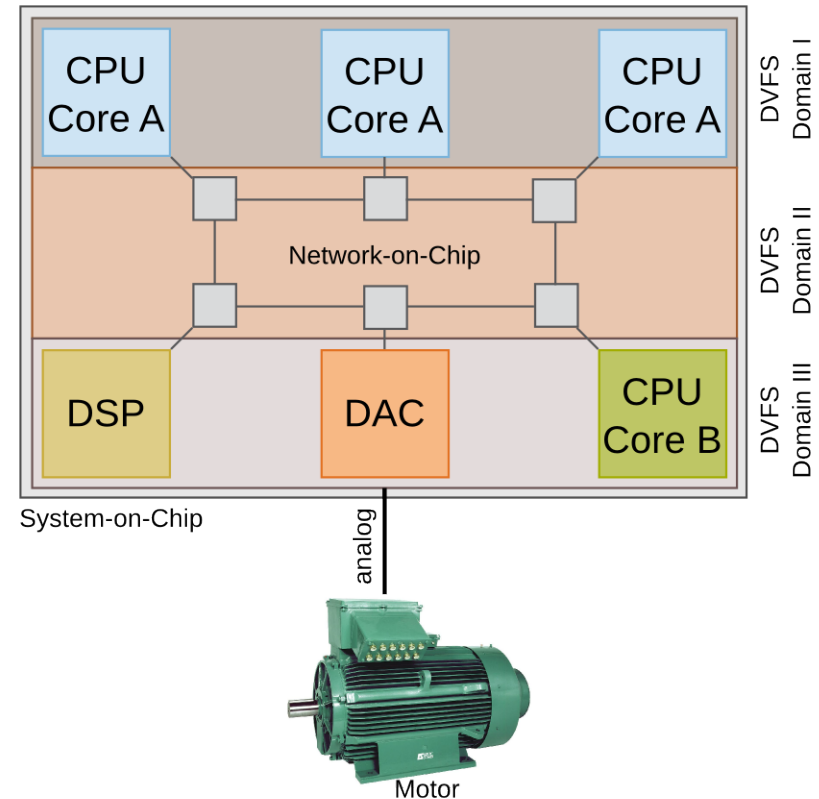 CPU
Core A
CPU
Core A
CPU
Core A
DVFS
Domain I
Network-on-Chip
DVFS
Domain II
DSP
DAC
CPU
Core B
DVFS
Domain III
System-on-Chip
analog
Motor